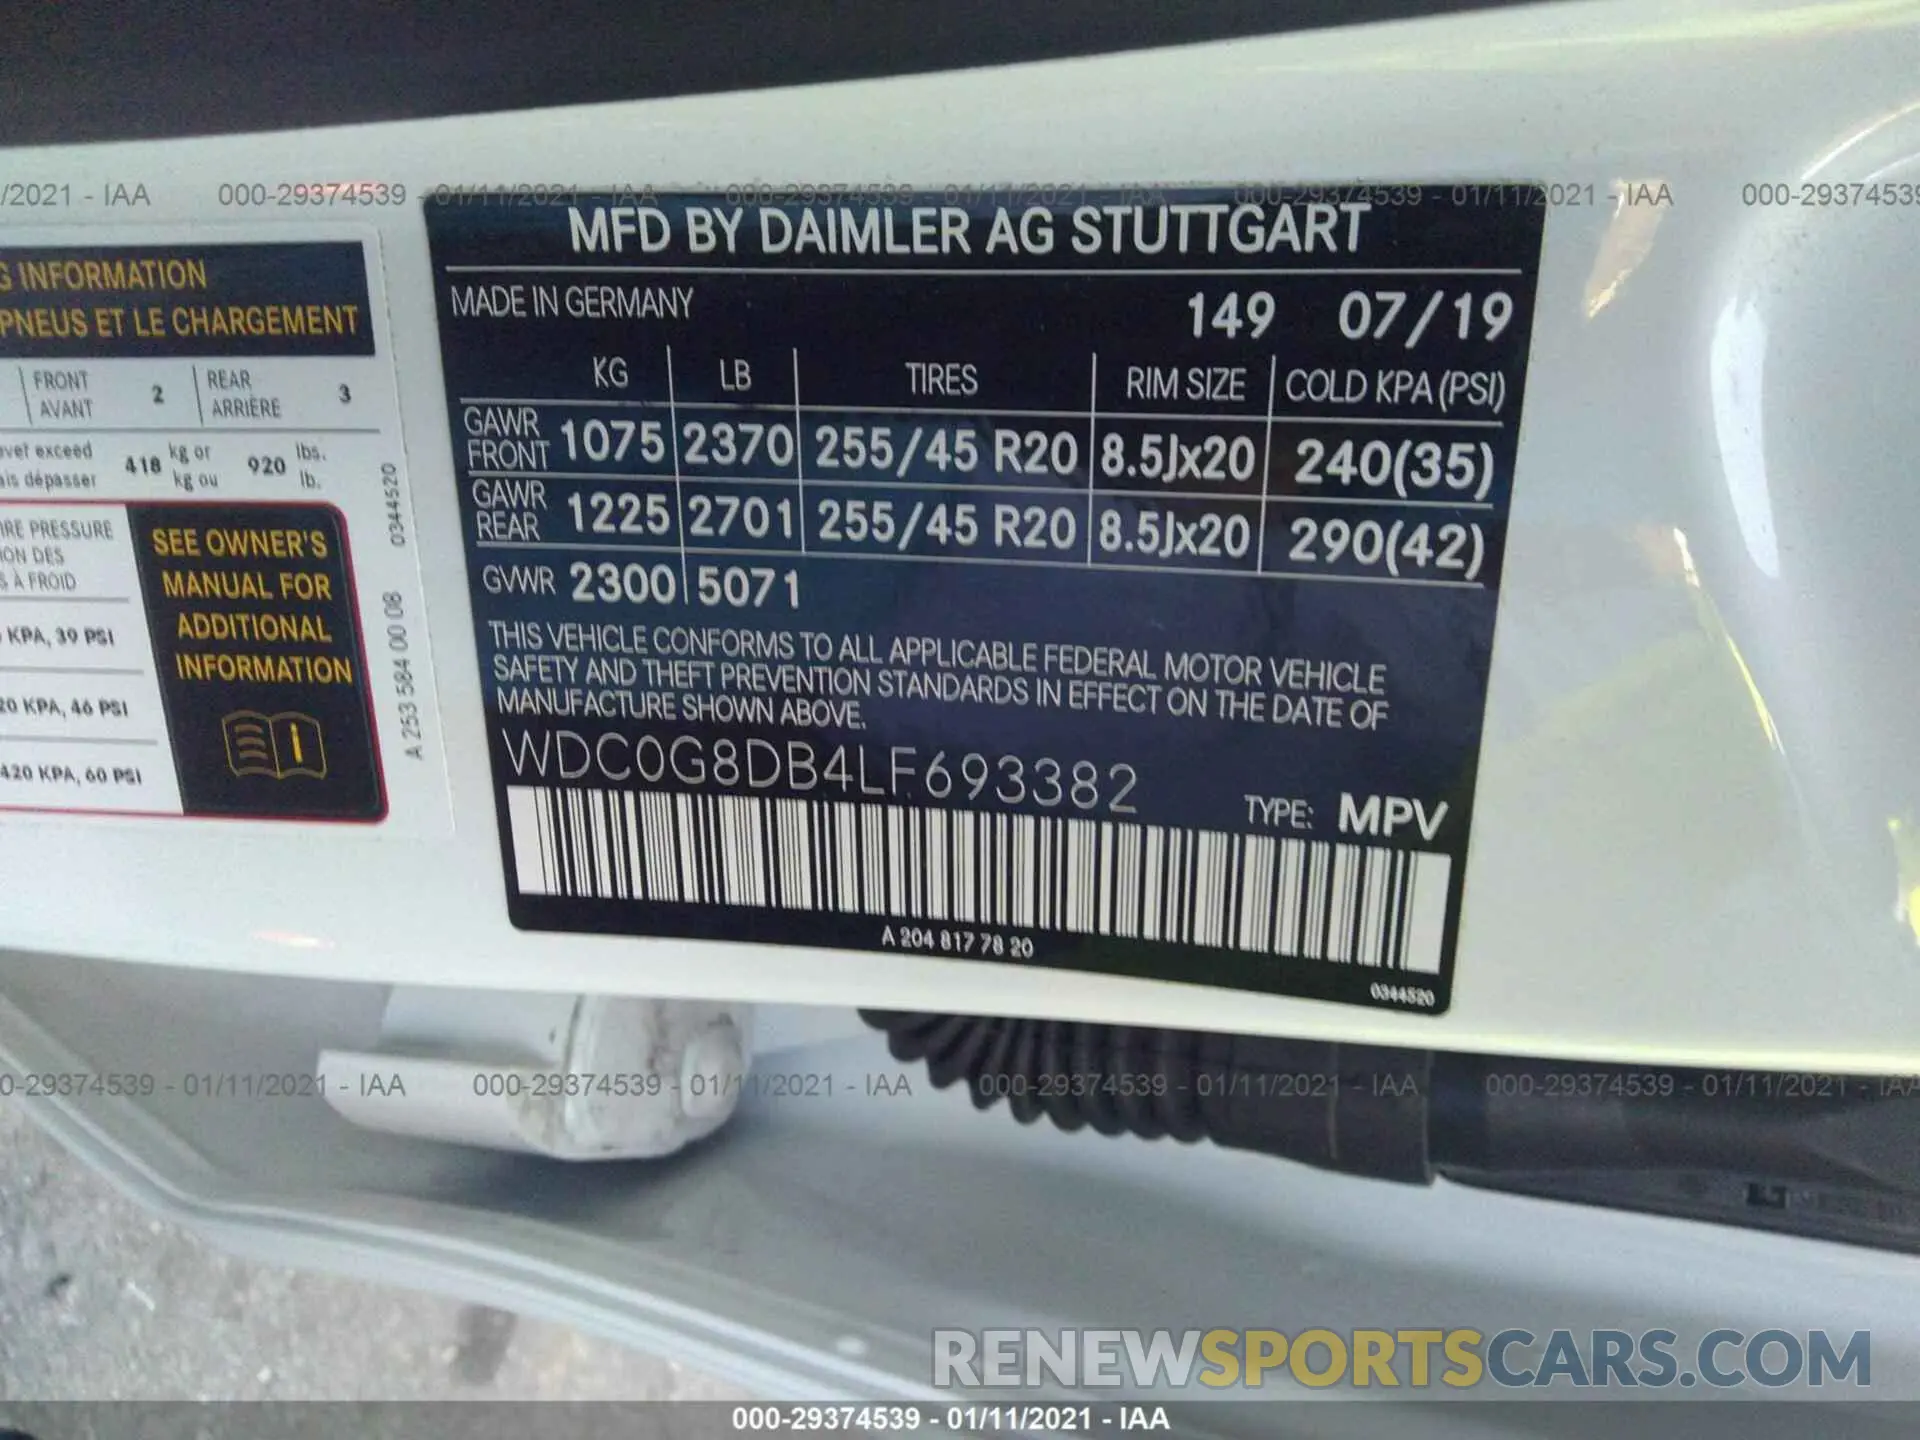 /2021 - IAA 000-29374539 - 01/11/2021 - IAA 000-29374539 - 01/11/2021 - IAA 000-29374539 - 01/11/2021 - IAA 000-29374539
G INFORMATION
PNEUS ET LE CHARGEMENT
FRONT 2 REAR 3
AVANT ARRIÈRE
exceed 418 kg or 920 lbs.
dépasser kg ou lb.
PRESSURE
DES
À FROID
KPA, 39 PSI
20 KPA, 46 PSI
420 KPA, 60 PSI
SEE OWNER'S
MANUAL FOR
ADDITIONAL
INFORMATION
A 253 584 00 08 0344520
MFD BY DAIMLER AG STUTTGART
MADE IN GERMANY 149 07/19
KG LB TIRES RIM SIZE COLD KPA (PSI)
GAWR FRONT 1075 2370 255/45 R20 8.5Jx20 240(35)
GAWR REAR 1225 2701 255/45 R20 8.5Jx20 290(42)
GVWR 2300 5071
THIS VEHICLE CONFORMS TO ALL APPLICABLE FEDERAL MOTOR VEHICLE
SAFETY AND THEFT PREVENTION STANDARDS IN EFFECT ON THE DATE OF
MANUFACTURE SHOWN ABOVE.
WDC0G8DB4LF693382
TYPE: MPV
A 204 817 78 20
0344520
0-29374539 - 01/11/2021 - IAA 000-29374539 - 01/11/2021 - IAA 000-29374539 - 01/11/2021 - IAA 000-29374539 - 01/11/2021 - IAA
RENEWSPORTSCARS.COM
000-29374539 - 01/11/2021 - IAA